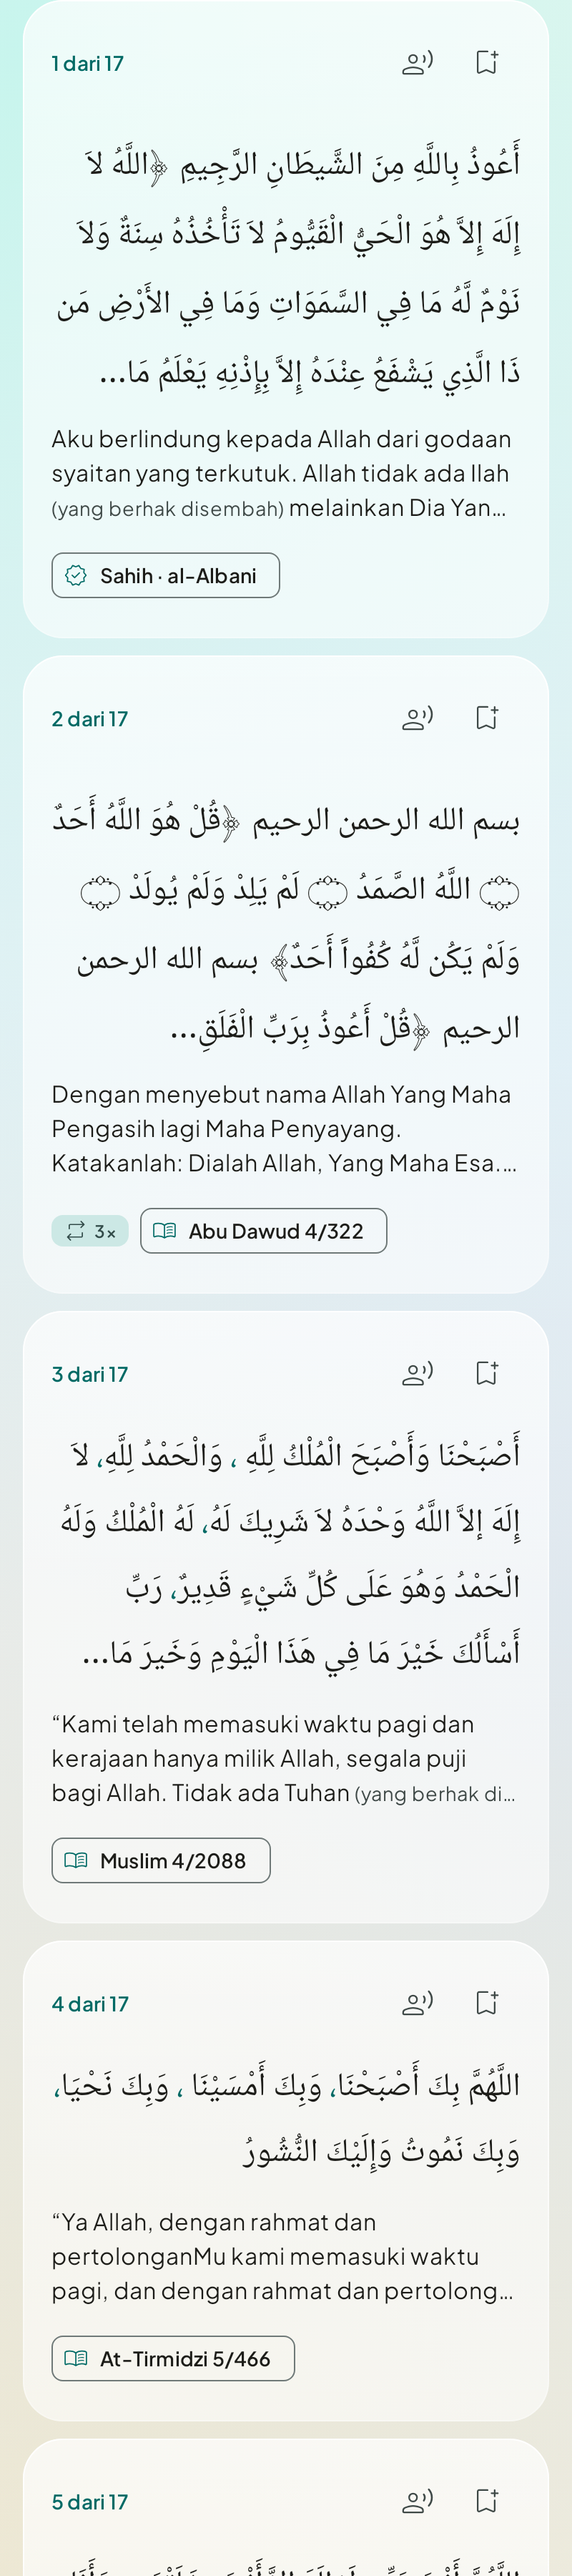 1 dari 17
أَعُوذُ بِاللَّهِ مِنَ الشَّيطَانِ الرَّجِيمِ ﴿اللَّهُ لاَ
إِلَهَ إِلاَّ هُوَ الْحَيُّ الْقَيُّومُ لاَ تَأْخُذُهُ سِنَةٌ وَلاَ
نَوْمٌ لَّهُ مَا فِي السَّمَوَاتِ وَمَا فِي الأَرْضِ مَن
ذَا الَّذِي يَشْفَعُ عِنْدَهُ إِلاَّ بِإِذْنِهِ يَعْلَمُ مَا...
Aku berlindung kepada Allah dari godaan
syaitan yang terkutuk. Allah tidak ada Ilah
(yang berhak disembah) melainkan Dia Yan...
Sahih · al-Albani
2 dari 17
بسم الله الرحمن الرحيم ﴿قُلْ هُوَ اللَّهُ أَحَدٌ
۝ اللَّهُ الصَّمَدُ ۝ لَمْ يَلِدْ وَلَمْ يُولَدْ ۝
وَلَمْ يَكُن لَّهُ كُفُواً أَحَدٌ﴾ بسم الله الرحمن
الرحيم ﴿قُلْ أَعُوذُ بِرَبِّ الْفَلَقِ...
Dengan menyebut nama Allah Yang Maha
Pengasih lagi Maha Penyayang.
Katakanlah: Dialah Allah, Yang Maha Esa....
3×
Abu Dawud 4/322
3 dari 17
أَصْبَحْنَا وَأَصْبَحَ الْمُلْكُ لِلَّهِ ، وَالْحَمْدُ لِلَّهِ، لاَ
إِلَهَ إلاَّ اللَّهُ وَحْدَهُ لاَ شَرِيكَ لَهُ، لَهُ الْمُلْكُ وَلَهُ
الْحَمْدُ وَهُوَ عَلَى كُلِّ شَيْءٍ قَدِيرٌ، رَبِّ
أَسْأَلُكَ خَيْرَ مَا فِي هَذَا الْيَوْمِ وَخَيرَ مَا...
“Kami telah memasuki waktu pagi dan
kerajaan hanya milik Allah, segala puji
bagi Allah. Tidak ada Tuhan (yang berhak di...
Muslim 4/2088
4 dari 17
اللَّهُمَّ بِكَ أَصْبَحْنَا، وَبِكَ أَمْسَيْنَا ، وَبِكَ نَحْيَا،
وَبِكَ نَمُوتُ وَإِلَيْكَ النُّشُورُ
“Ya Allah, dengan rahmat dan
pertolonganMu kami memasuki waktu
pagi, dan dengan rahmat dan pertolong...
At-Tirmidzi 5/466
5 dari 17